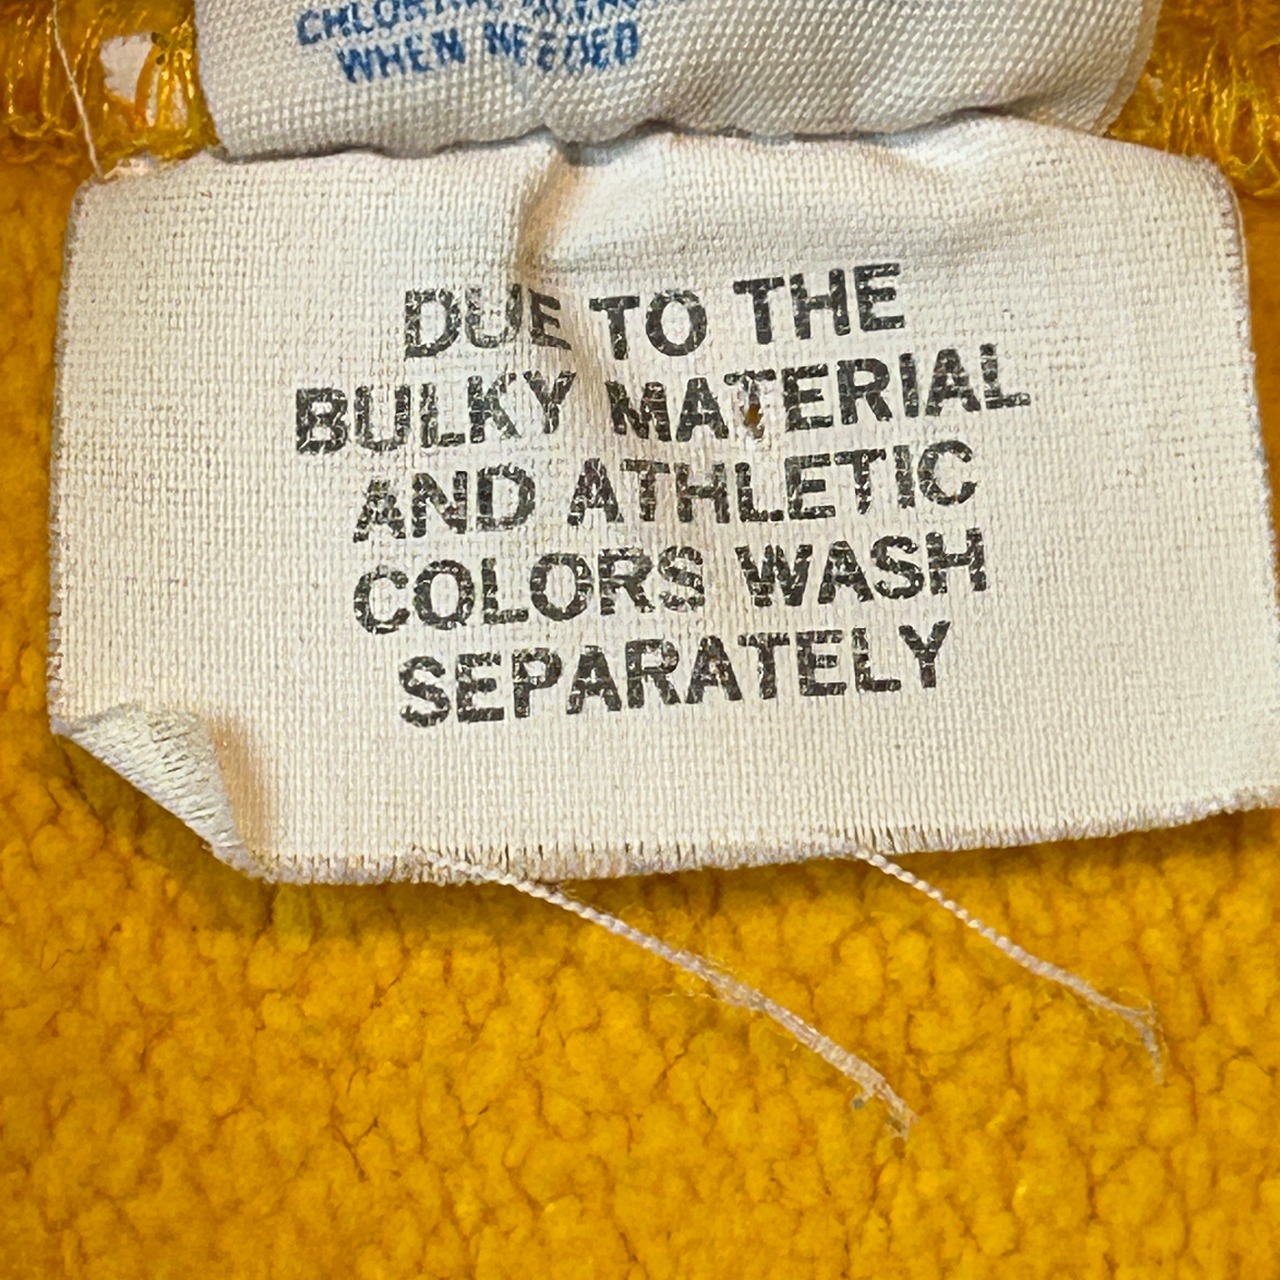 WHEN NEEDED
DUE TO THE
BULKY MATERIAL
AND ATHLETIC
COLORS WASH
SEPARATELY